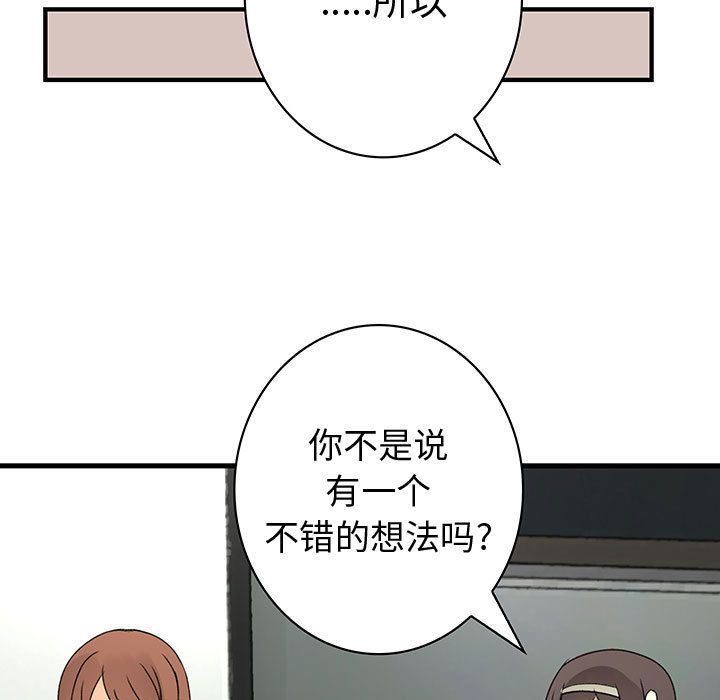 .....所以
你不是说
有一个
不错的想法吗?